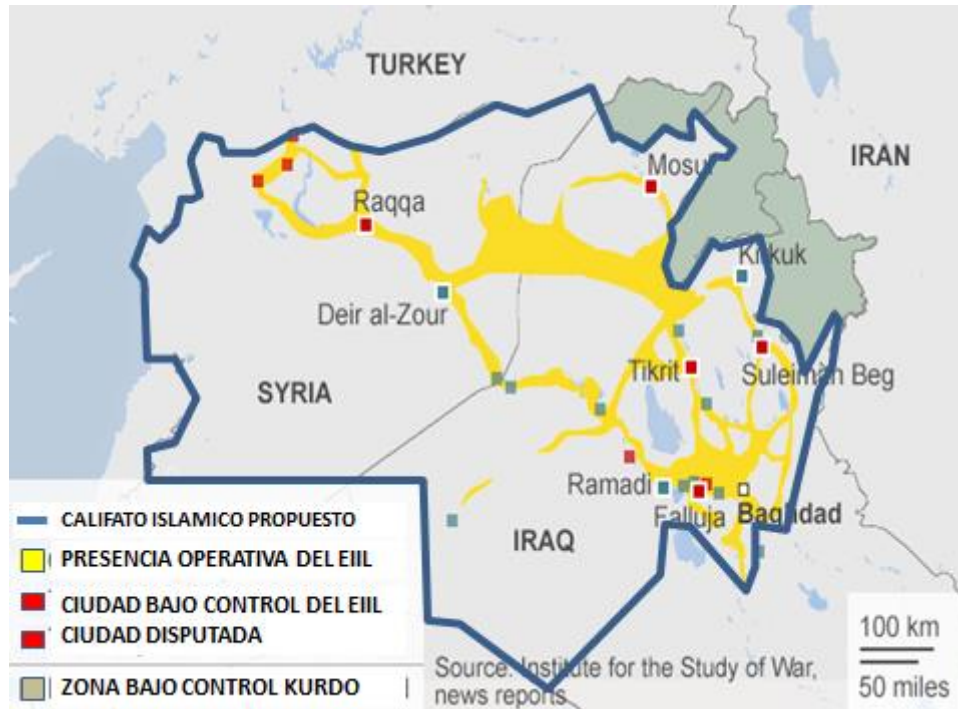 TURKEY
IRAN
Mosul
Raqqa
Kirkuk
Deir al-Zour
SYRIA
Tikrit
Suleiman Beg
Ramadi
Falluja
Baghdad
IRAQ
CALIFATO ISLAMICO PROPUESTO
PRESENCIA OPERATIVA DEL EIIL
CIUDAD BAJO CONTROL DEL EIIL
CIUDAD DISPUTADA
ZONA BAJO CONTROL KURDO
Source: Institute for the Study of War,
news reports
100 km
50 miles